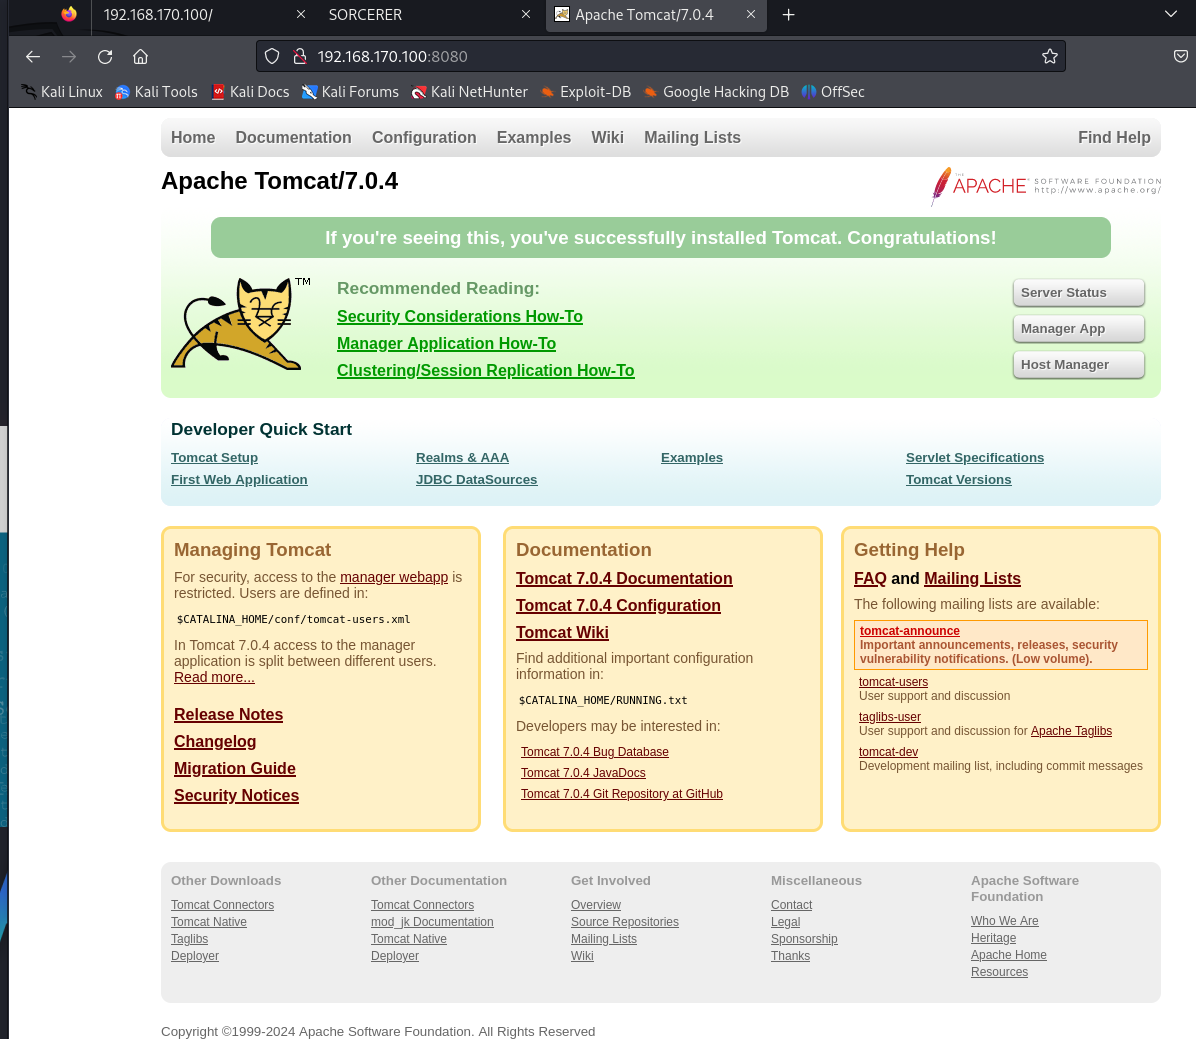 192.168.170.100/
SORCERER
Apache Tomcat/7.0.4
192.168.170.100:8080
Kali Linux
Kali Tools
Kali Docs
Kali Forums
Kali NetHunter
Exploit-DB
Google Hacking DB
OffSec
Home Documentation Configuration Examples Wiki Mailing Lists Find Help
Apache Tomcat/7.0.4
THE APACHE SOFTWARE FOUNDATION
http://www.apache.org/
If you're seeing this, you've successfully installed Tomcat. Congratulations!
TM
Recommended Reading:
Security Considerations How-To
Manager Application How-To
Clustering/Session Replication How-To
Server Status
Manager App
Host Manager
Developer Quick Start
Tomcat Setup
First Web Application
Realms & AAA
JDBC DataSources
Examples
Servlet Specifications
Tomcat Versions
Managing Tomcat
For security, access to the manager webapp is
restricted. Users are defined in:
$CATALINA_HOME/conf/tomcat-users.xml
In Tomcat 7.0.4 access to the manager
application is split between different users.
Read more...
Release Notes
Changelog
Migration Guide
Security Notices
Documentation
Tomcat 7.0.4 Documentation
Tomcat 7.0.4 Configuration
Tomcat Wiki
Find additional important configuration
information in:
$CATALINA_HOME/RUNNING.txt
Developers may be interested in:
Tomcat 7.0.4 Bug Database
Tomcat 7.0.4 JavaDocs
Tomcat 7.0.4 Git Repository at GitHub
Getting Help
FAQ and Mailing Lists
The following mailing lists are available:
tomcat-announce
Important announcements, releases, security
vulnerability notifications. (Low volume).
tomcat-users
User support and discussion
taglibs-user
User support and discussion for Apache Taglibs
tomcat-dev
Development mailing list, including commit messages
Other Downloads
Tomcat Connectors
Tomcat Native
Taglibs
Deployer
Other Documentation
Tomcat Connectors
mod_jk Documentation
Tomcat Native
Deployer
Get Involved
Overview
Source Repositories
Mailing Lists
Wiki
Miscellaneous
Contact
Legal
Sponsorship
Thanks
Apache Software
Foundation
Who We Are
Heritage
Apache Home
Resources
Copyright ©1999-2024 Apache Software Foundation. All Rights Reserved